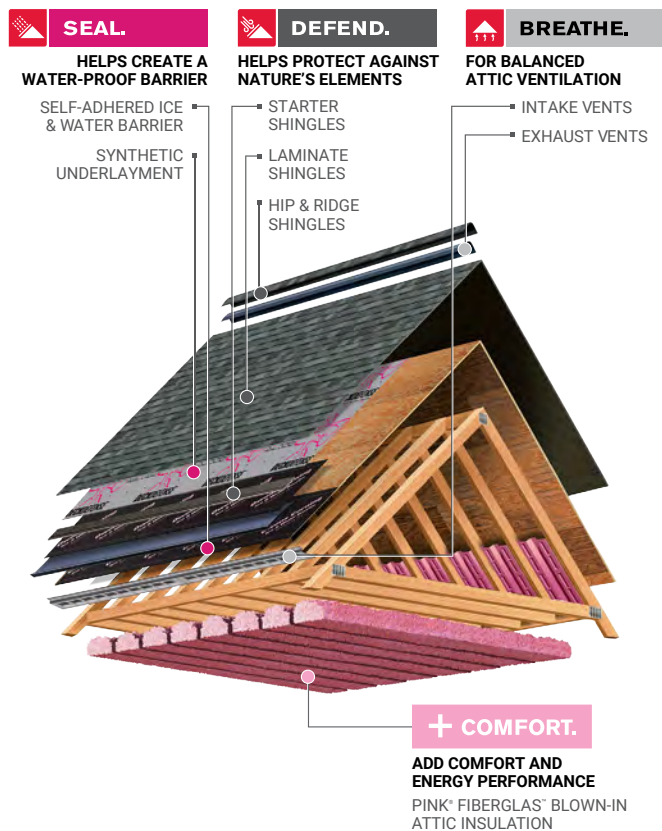 SEAL.
HELPS CREATE A
WATER-PROOF BARRIER
SELF-ADHERED ICE
& WATER BARRIER
SYNTHETIC
UNDERLAYMENT
DEFEND.
HELPS PROTECT AGAINST
NATURE'S ELEMENTS
STARTER
SHINGLES
LAMINATE
SHINGLES
HIP & RIDGE
SHINGLES
BREATHE.
FOR BALANCED
ATTIC VENTILATION
INTAKE VENTS
EXHAUST VENTS
+ COMFORT.
ADD COMFORT AND
ENERGY PERFORMANCE
PINK® FIBERGLAS™ BLOWN-IN
ATTIC INSULATION